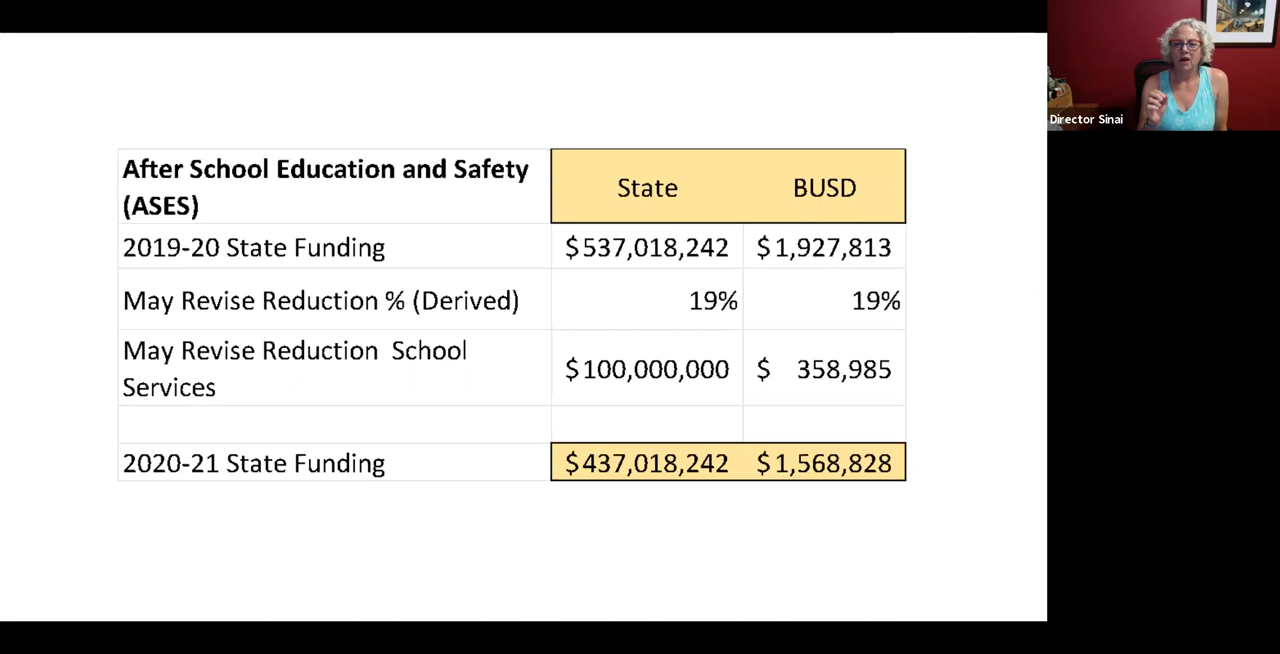 After School Education and Safety
(ASES)
State
BUSD
2019-20 State Funding
$537,018,242
$1,927,813
May Revise Reduction % (Derived)
19%
19%
May Revise Reduction  School
Services
$100,000,000
$ 358,985
2020-21 State Funding
$437,018,242
$1,568,828
Director Sinai